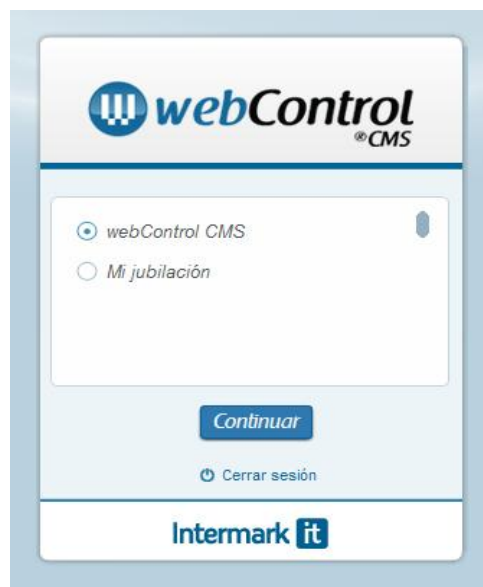 webControl
®CMS
webControl CMS
Mi jubilación
Continuar
Cerrar sesión
Intermark it